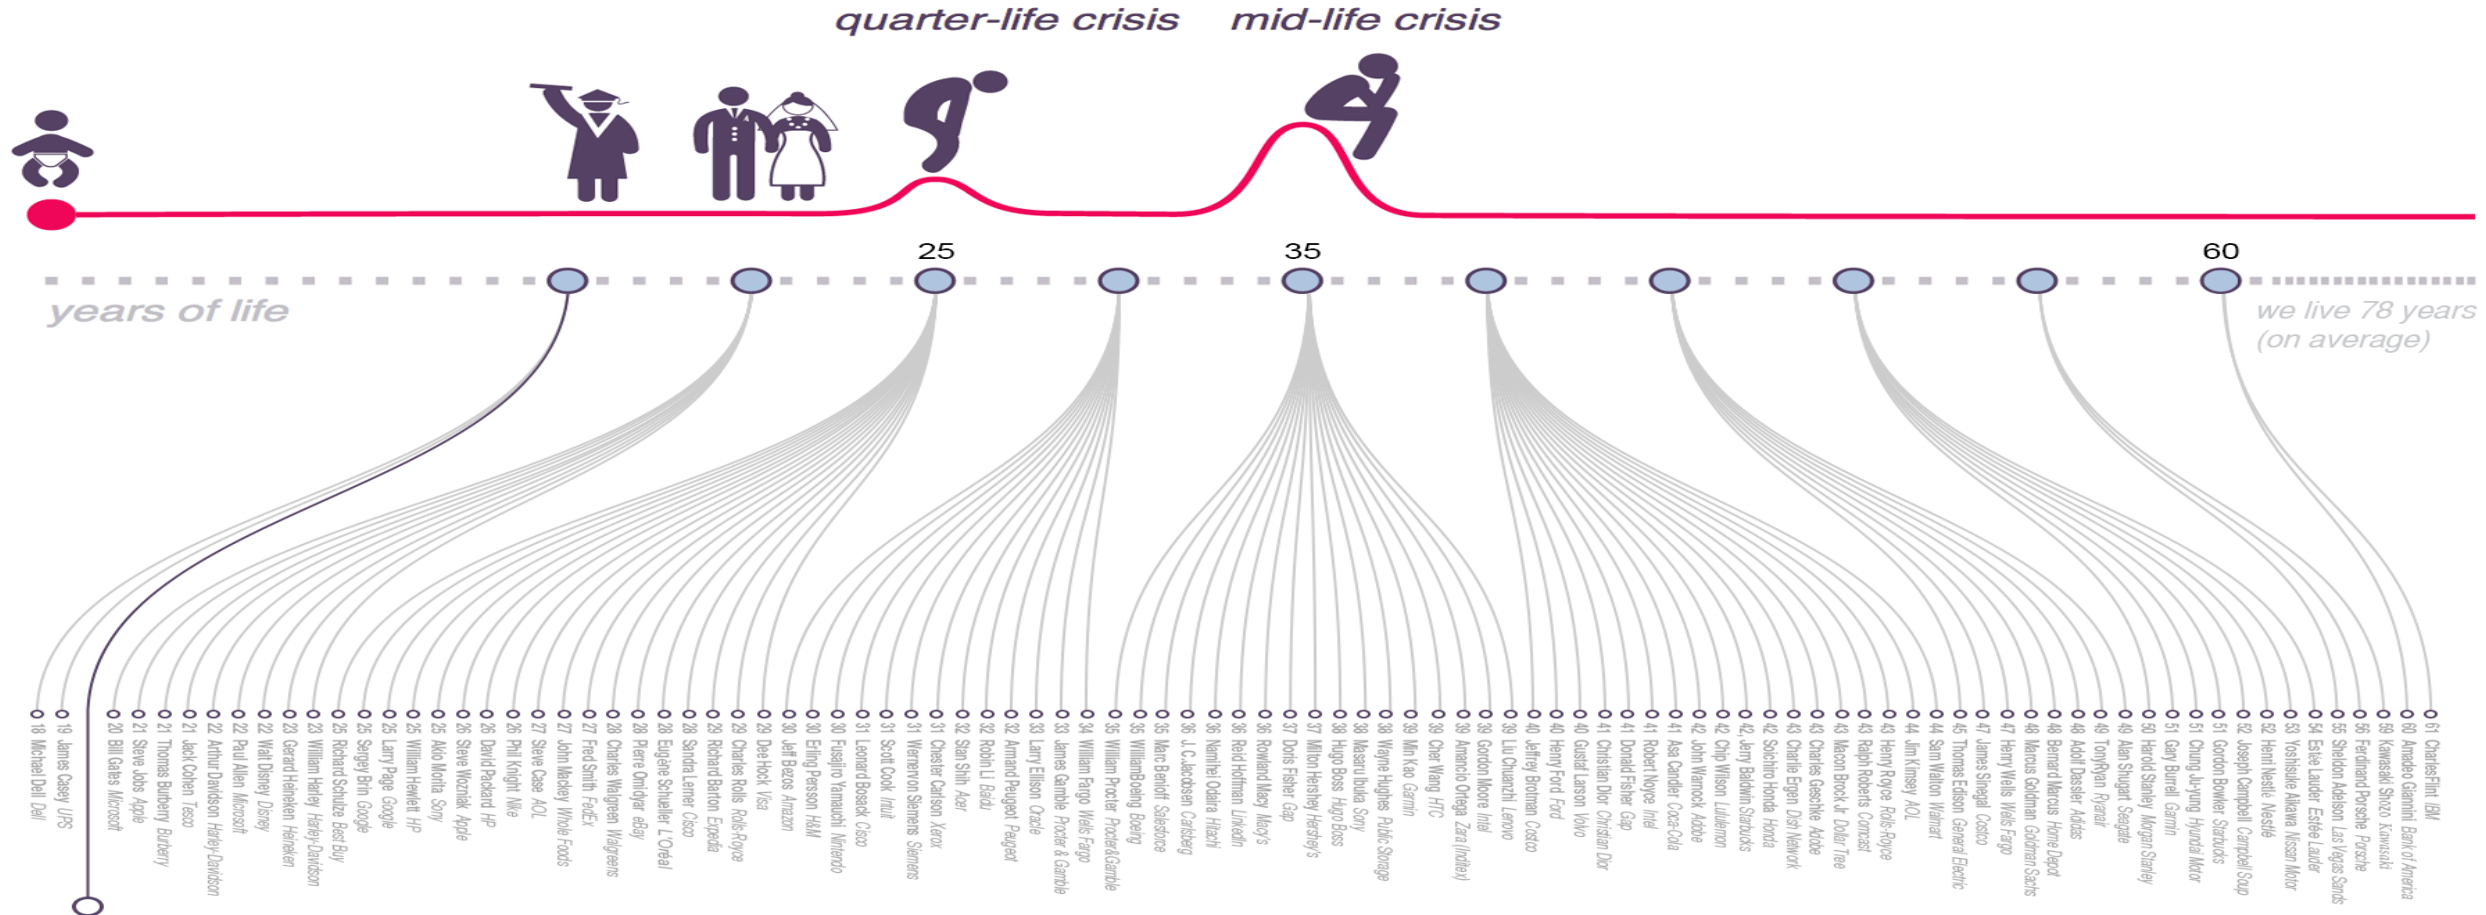 quarter-life crisis mid-life crisis
25 35 60
years of life
we live 78 years
(on average)
18 Michael Dell Dell
19 James Casey UPS
20 Bill Gates Microsoft
21 Steve Jobs Apple
21 Thomas Burberry Burberry
21 Jack Cohen Tesco
22 Arthur Davidson Harley-Davidson
22 Paul Allen Microsoft
22 Walt Disney Disney
23 Gerard Heineken Heineken
23 William Harley Harley-Davidson
25 Richard Schulze Best Buy
25 Sergey Brin Google
25 Larry Page Google
25 William Hewlett HP
25 Akio Morita Sony
26 Steve Wozniak Apple
26 David Packard HP
26 Phil Knight Nike
27 Steve Case AOL
27 John Mackey Whole Foods
27 Fred Smith FedEx
28 Charles Walgreen Walgreens
28 Pierre Omidyar eBay
28 Eugène Schueller L'Oréal
28 Sandra Lerner Cisco
29 Richard Barton Expedia
29 Charles Rolls Rolls-Royce
29 Dee Hock Visa
30 Jeff Bezos Amazon
30 Erling Persson H&M
30 Fusajiro Yamauchi Nintendo
31 Leonard Bosack Cisco
31 Scott Cook Intuit
31 Werner von Siemens Siemens
31 Chester Carlson Xerox
32 Stan Shih Acer
32 Robin Li Baidu
32 Armand Peugeot Peugeot
33 Larry Ellison Oracle
33 James Gamble Procter & Gamble
34 William Fargo Wells Fargo
35 William Procter Procter&Gamble
35 William Boeing Boeing
35 Marc Benioff Salesforce
36 J. C. Jacobsen Carlsberg
36 Namihei Odaira Hitachi
36 Reid Hoffman LinkedIn
36 Rowland Macy Macy's
37 Doris Fisher Gap
37 Milton Hershey Hershey's
38 Hugo Boss Hugo Boss
38 Masaru Ibuka Sony
38 Wayne Hughes Public Storage
39 Min Kao Garmin
39 Cher Wang HTC
39 Amancio Ortega Zara (Inditex)
39 Gordon Moore Intel
39 Liu Chuanzhi Lenovo
40 Jeffrey Brotman Costco
40 Henry Ford Ford
40 Gustaf Larson Volvo
41 Christian Dior Christian Dior
41 Donald Fisher Gap
41 Robert Noyce Intel
41 Asa Candler Coca-Cola
42 John Warnock Adobe
42 Chip Wilson Lululemon
42, Jerry Baldwin Starbucks
42 Soichiro Honda Honda
43 Charlie Ergen Dish Network
43 Charles Geschke Adobe
43 Macon Brock Jr Dollar Tree
43 Ralph Roberts Comcast
43 Henry Royce Rolls-Royce
44 Jim Kimsey AOL
44 Sam Walton Walmart
45 Thomas Edison General Electric
47 James Sinegal Costco
47 Henry Wells Wells Fargo
48 Marcus Goldman Goldman Sachs
48 Bernard Marcus Home Depot
48 Adolf Dassler Adidas
49 Tony Ryan Ryanair
49 Alan Shugart Seagate
50 Harold Stanley Morgan Stanley
51 Gary Burrell Garmin
51 Chung Ju-yung Hyundai Motor
51 Gordon Bowker Starbucks
52 Joseph Campbell Campbell Soup
52 Henri Nestlé Nestlé
53 Yoshisuke Aikawa Nissan Motor
54 Estée Lauder Estée Lauder
55 Sheldon Adelson Las Vegas Sands
56 Ferdinand Porsche Porsche
59 Kawasaki Shozo Kawasaki
60 Amadeo Giannini Bank of America
61 Charles Flint IBM